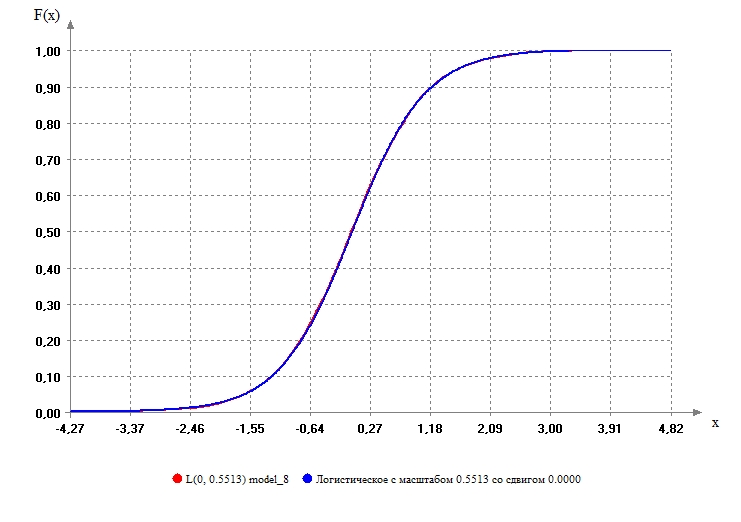 F(x)
1,00
0,90
0,80
0,70
0,60
0,50
0,40
0,30
0,20
0,10
0,00
-4,27 -3,37 -2,46 -1,55 -0,64 0,27 1,18 2,09 3,00 3,91 4,82
x
L(0, 0.5513) model_8 Логистическое с масштабом 0.5513 со сдвигом 0.0000